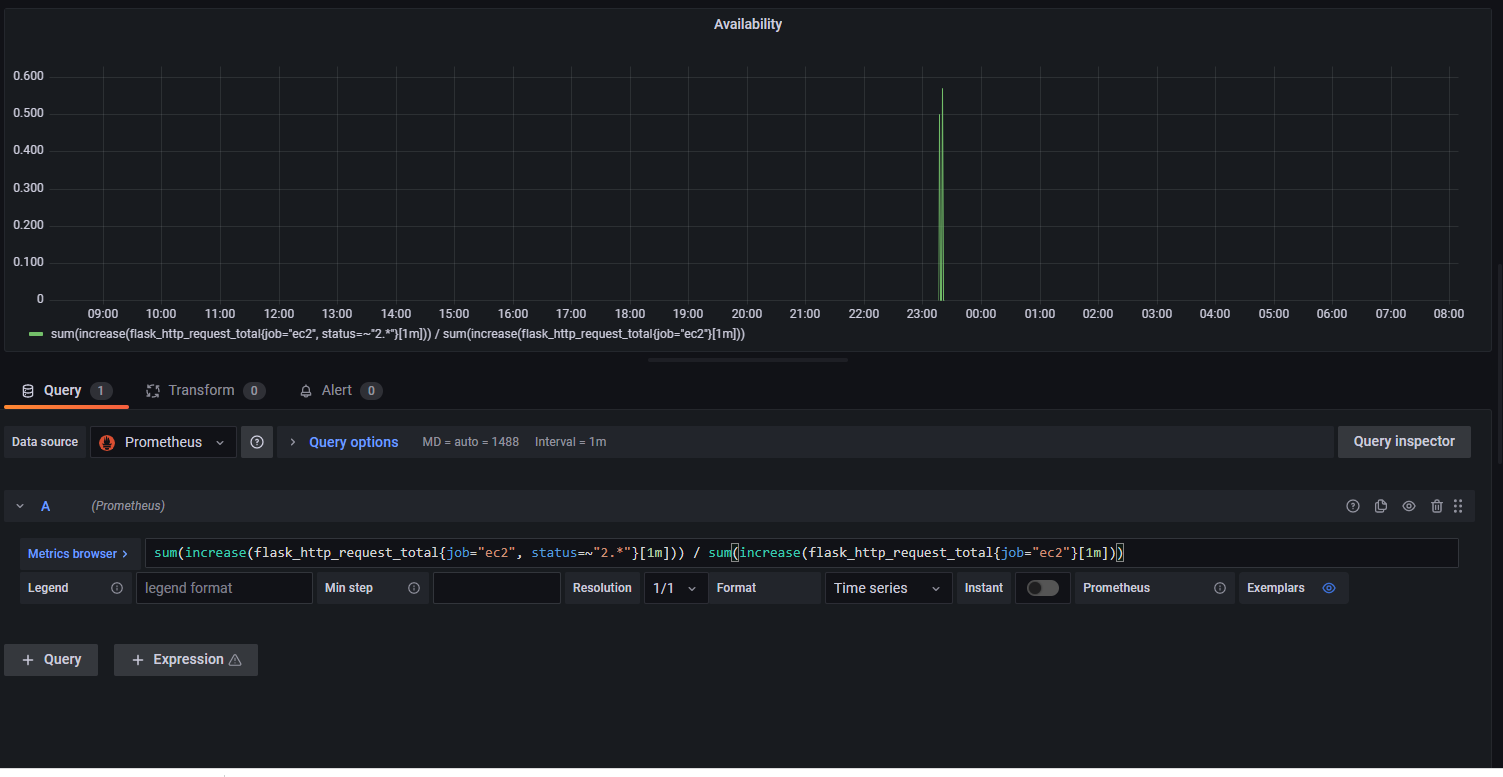 Availability
0.600
0.500
0.400
0.300
0.200
0.100
0
09:00 10:00 11:00 12:00 13:00 14:00 15:00 16:00 17:00 18:00 19:00 20:00 21:00 22:00 23:00 00:00 01:00 02:00 03:00 04:00 05:00 06:00 07:00 08:00
sum(increase(flask_http_request_total{job="ec2", status=~"2.*"}[1m])) / sum(increase(flask_http_request_total{job="ec2"}[1m]))
Query 1 Transform 0 Alert 0
Data source Prometheus Query options MD = auto = 1488 Interval = 1m Query inspector
A (Prometheus)
Metrics browser > sum(increase(flask_http_request_total{job="ec2", status=~"2.*"}[1m])) / sum(increase(flask_http_request_total{job="ec2"}[1m]))
Legend legend format Min step Resolution 1/1 Format Time series Instant Prometheus Exemplars
+ Query + Expression